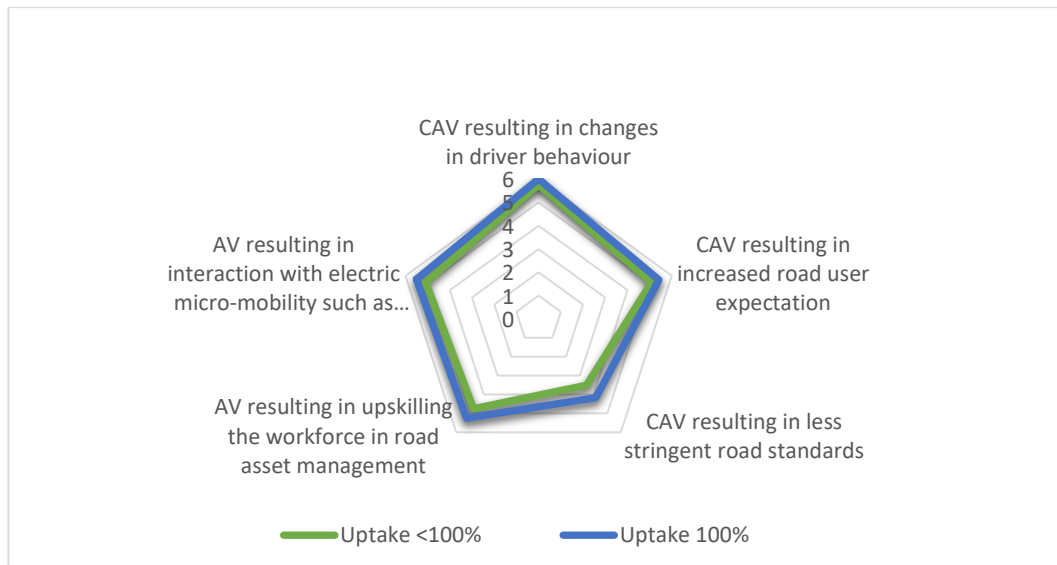 CAV resulting in changes
in driver behaviour
6
5
4
3
2
1
0
AV resulting in
interaction with electric
micro-mobility such as...
CAV resulting in
increased road user
expectation
AV resulting in upskilling
the workforce in road
asset management
CAV resulting in less
stringent road standards
Uptake <100%
Uptake 100%